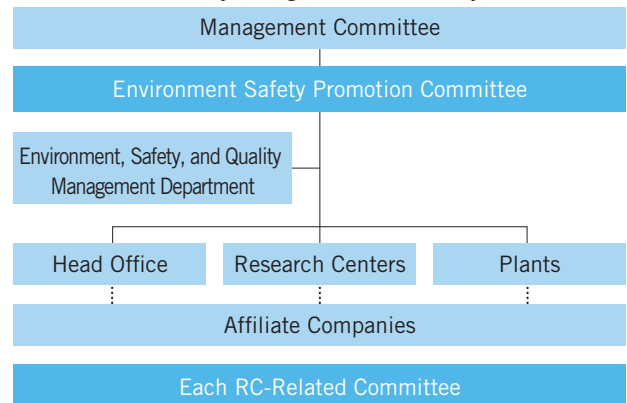 Management Committee
Environment Safety Promotion Committee
Environment, Safety, and Quality
Management Department
Head Office
Research Centers
Plants
Affiliate Companies
Each RC-Related Committee